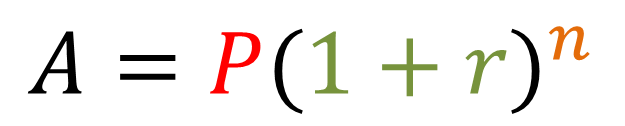 A = P(1 + r)ⁿ